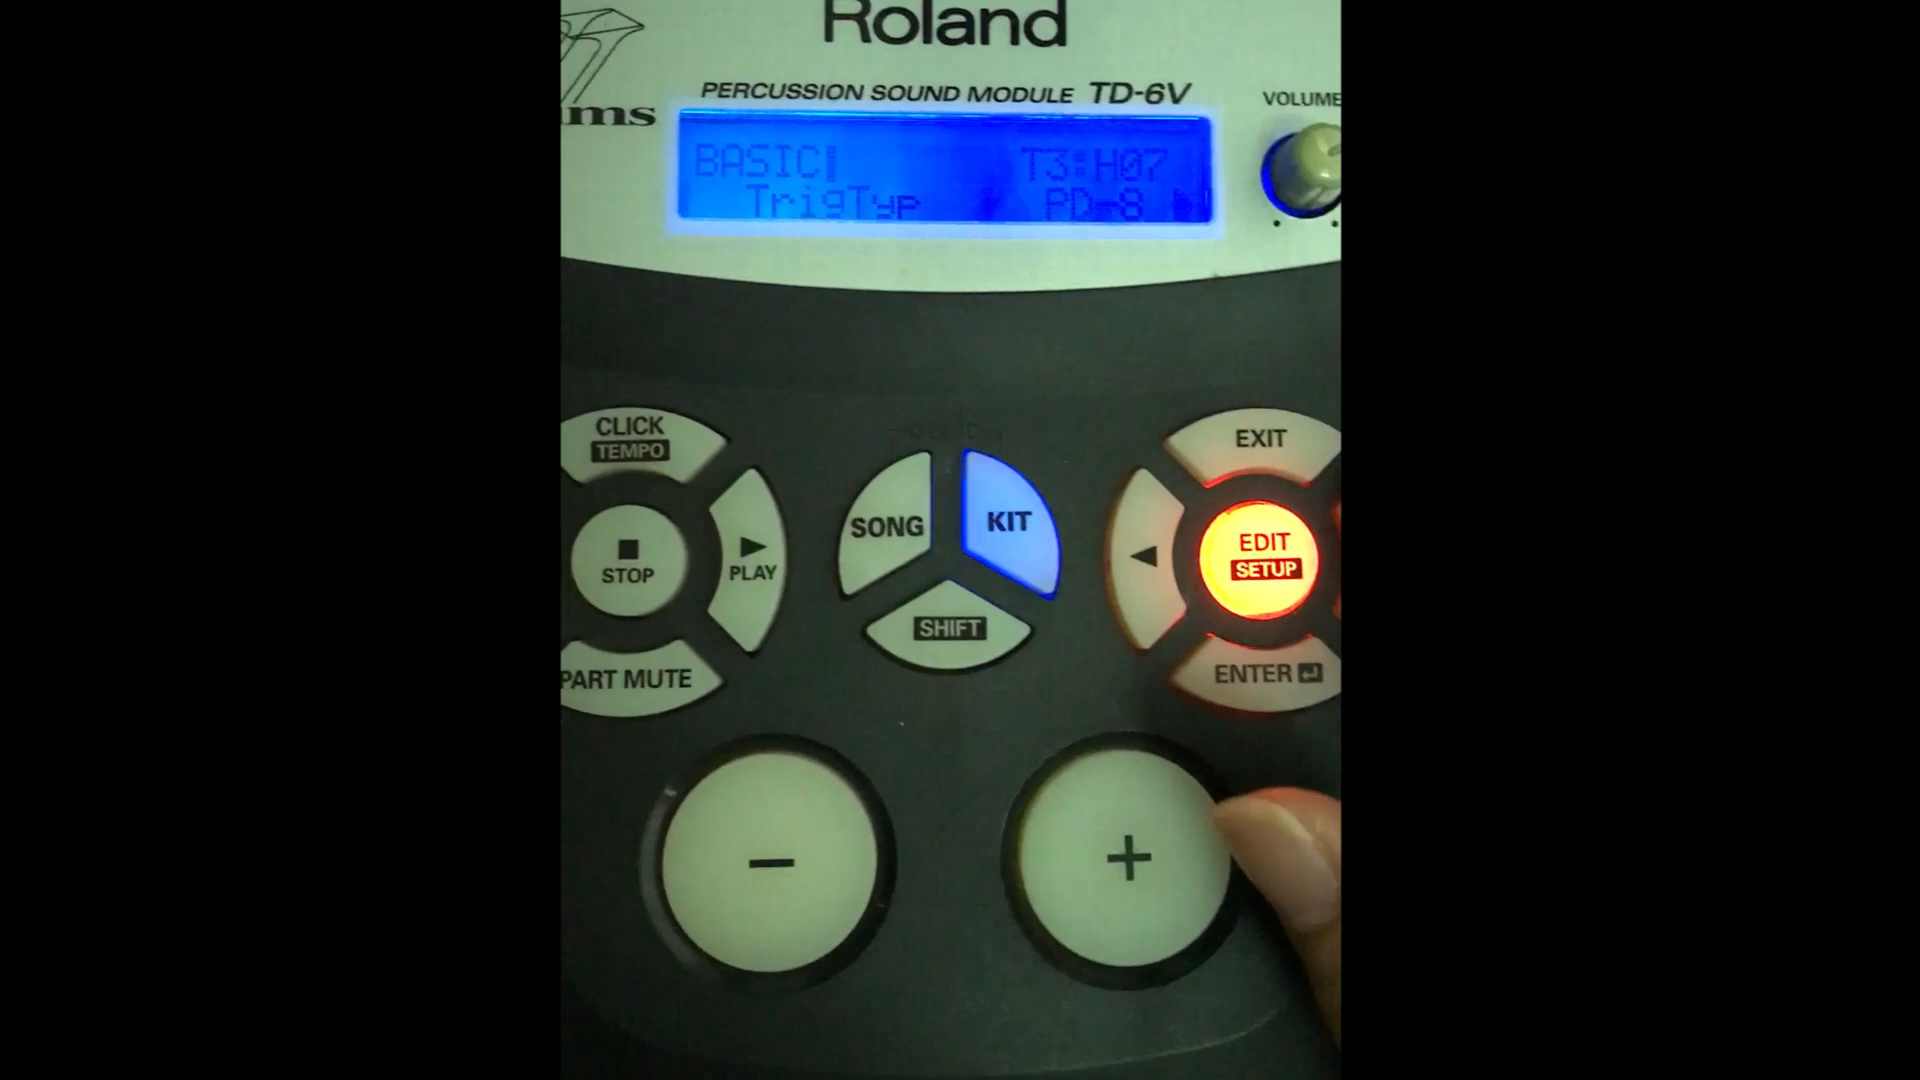 Roland
PERCUSSION SOUND MODULE TD-6V
VOLUME
ms
BASIC T3:H07
TrigTyp PD-8
CLICK
TEMPO
STOP
PLAY
PART MUTE
SONG
KIT
SHIFT
EXIT
EDIT
SETUP
ENTER
−
+